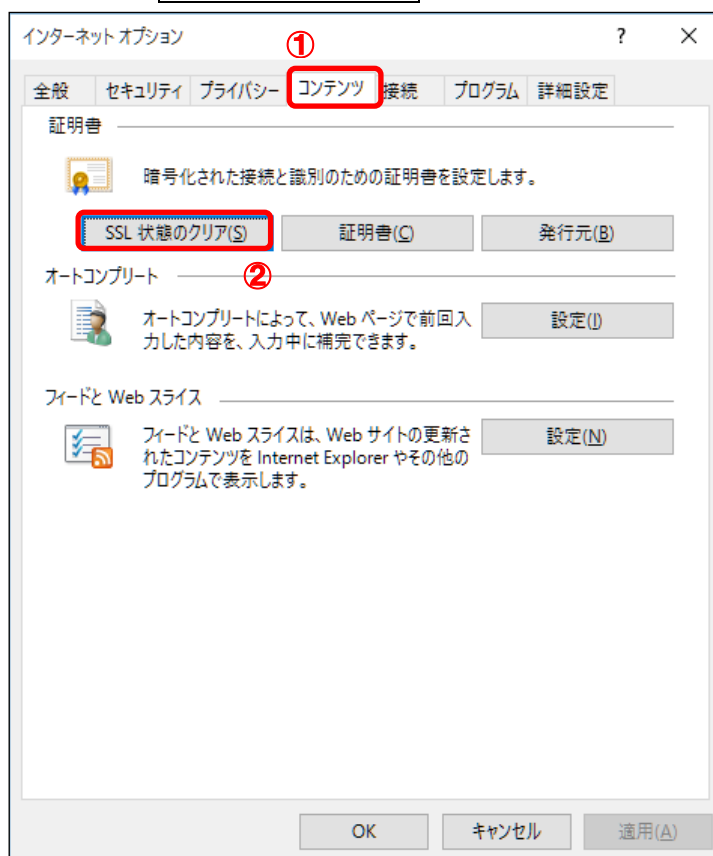 インターネット オプション ? ×
①
全般 セキュリティ プライバシー コンテンツ 接続 プログラム 詳細設定
証明書
暗号化された接続と識別のための証明書を設定します。
SSL 状態のクリア(S) 証明書(C) 発行元(B)
②
オートコンプリート
オートコンプリートによって、Web ページで前回入
力した内容を、入力中に補完できます。
設定(I)
フィードと Web スライス
フィードと Web スライスは、Web サイトの更新さ
れたコンテンツを Internet Explorer やその他の
プログラムで表示します。
設定(N)
OK キャンセル 適用(A)